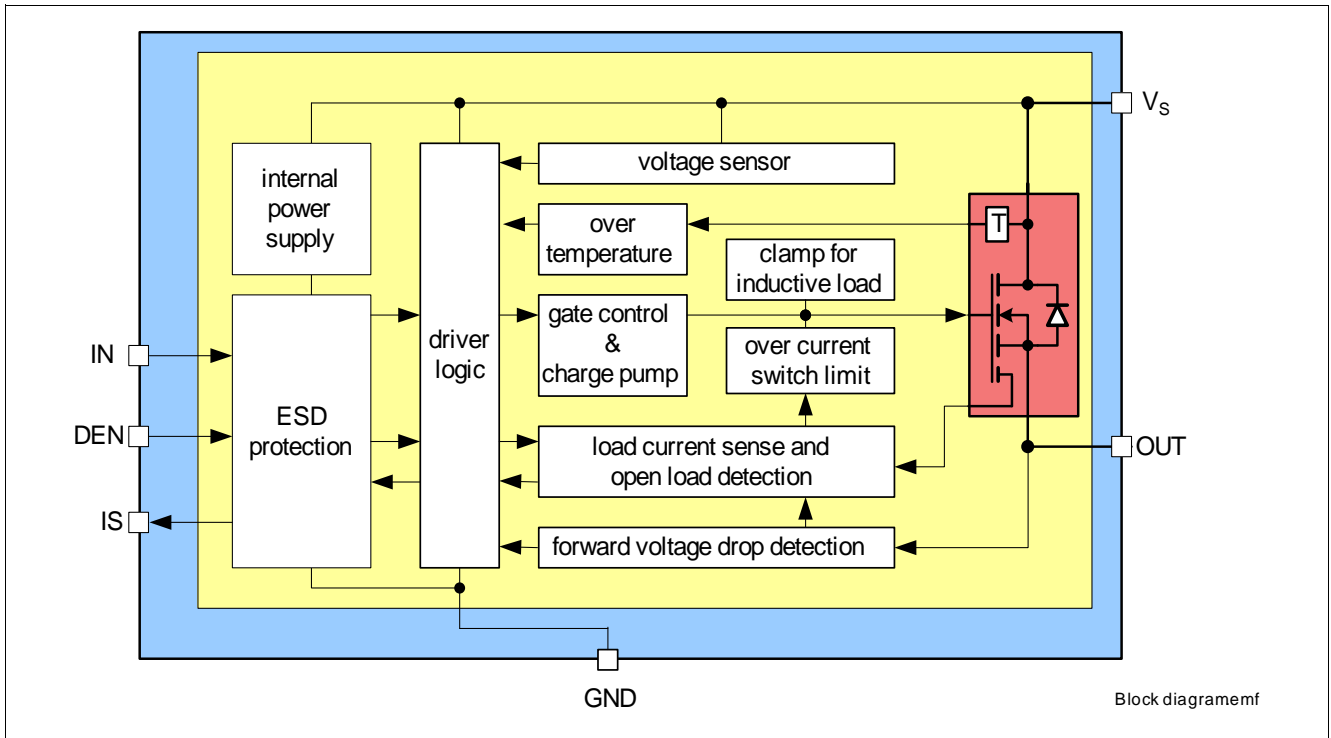 VS
voltage sensor
internal
power
supply
T
over
temperature
clamp for
inductive load
driver
logic
gate control
&
charge pump
over current
switch limit
IN
ESD
protection
DEN
load current sense and
open load detection
OUT
IS
forward voltage drop detection
GND
Block diagramemf